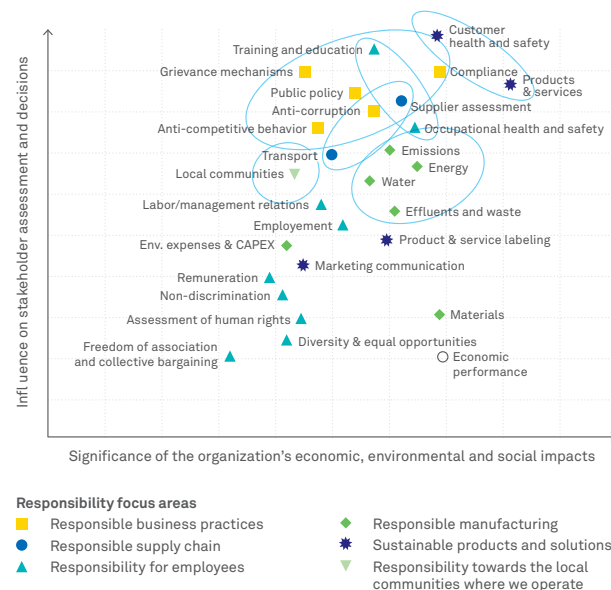 Infl uence on stakeholder assessment and decisions
Customer
health and safety
Training and education
Grievance mechanisms
Compliance
Products
& services
Public policy
Supplier assessment
Anti-corruption
Anti-competitive behavior
Occupational health and safety
Transport
Emissions
Energy
Local communities
Water
Labor/management relations
Effluents and waste
Employement
Product & service labeling
Env. expenses & CAPEX
Marketing communication
Remuneration
Non-discrimination
Assessment of human rights
Materials
Diversity & equal opportunities
Freedom of association
and collective bargaining
Economic
performance
Significance of the organization's economic, environmental and social impacts
Responsibility focus areas
Responsible business practices
Responsible supply chain
Responsibility for employees
Responsible manufacturing
Sustainable products and solutions
Responsibility towards the local
communities where we operate